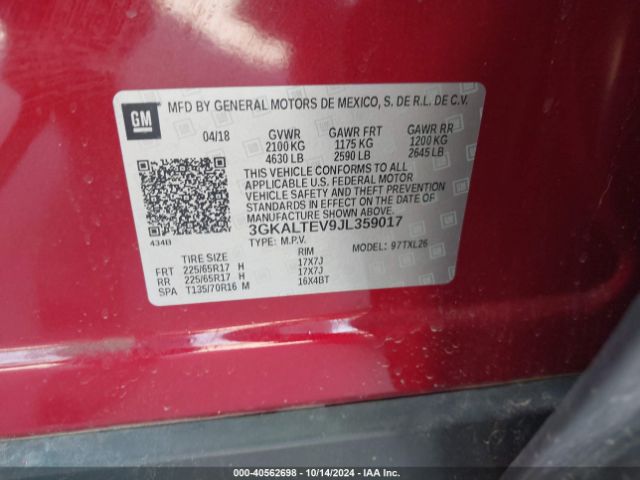 GM
MFD BY GENERAL MOTORS DE MEXICO, S. DE R.L. DE C.V.
04/18 GVWR GAWR FRT GAWR RR
2100 KG 1175 KG 1200 KG
4630 LB 2590 LB 2645 LB
THIS VEHICLE CONFORMS TO ALL
APPLICABLE U.S. FEDERAL MOTOR
VEHICLE SAFETY AND THEFT PREVENTION
STANDARDS IN EFFECT ON THE DATE OF
MANUFACTURE SHOWN ABOVE.
3GKALTEV9JL359017
434B
TYPE: M.P.V. MODEL: 97TXL26
TIRE SIZE RIM
FRT 225/65R17 H 17X7J
RR 225/65R17 H 17X7J
SPA T135/70R16 M 16X4BT
000-40562698 - 10/14/2024 - IAA Inc.